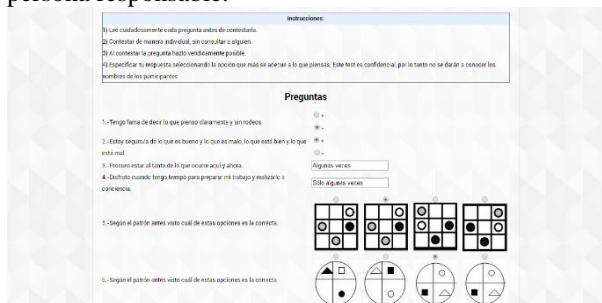 persona responsable.
Instrucciones:
1) Lee cuidadosamente cada pregunta antes de contestarla.
2) Contestar de manera individual, sin consultar a alguien.
3) Al contestar la pregunta hazlo verídicamente posible.
4) Especificar tu respuesta seleccionando la opción que más se adecua a lo que piensas. Este test es confidencial, por lo tanto no se darán a conocer los
nombres de los participantes
Preguntas
1.-Tengo fama de decir lo que pienso claramente y sin rodeos.
+
-
2.-Estoy seguro/a de lo que es bueno y lo que es malo, lo que está bien y lo que
está mal.
+
-
3.-Procuro estar al tanto de lo que ocurre aquí y ahora.
Algunas veces
4.-Disfruto cuando tengo tiempo para preparar mi trabajo y realizarlo a
conciencia.
Sólo algunas veces
5.-Según el patrón antes visto cuál de estas opciones es la correcta.
6.-Según el patrón antes visto cuál de estas opciones es la correcta.